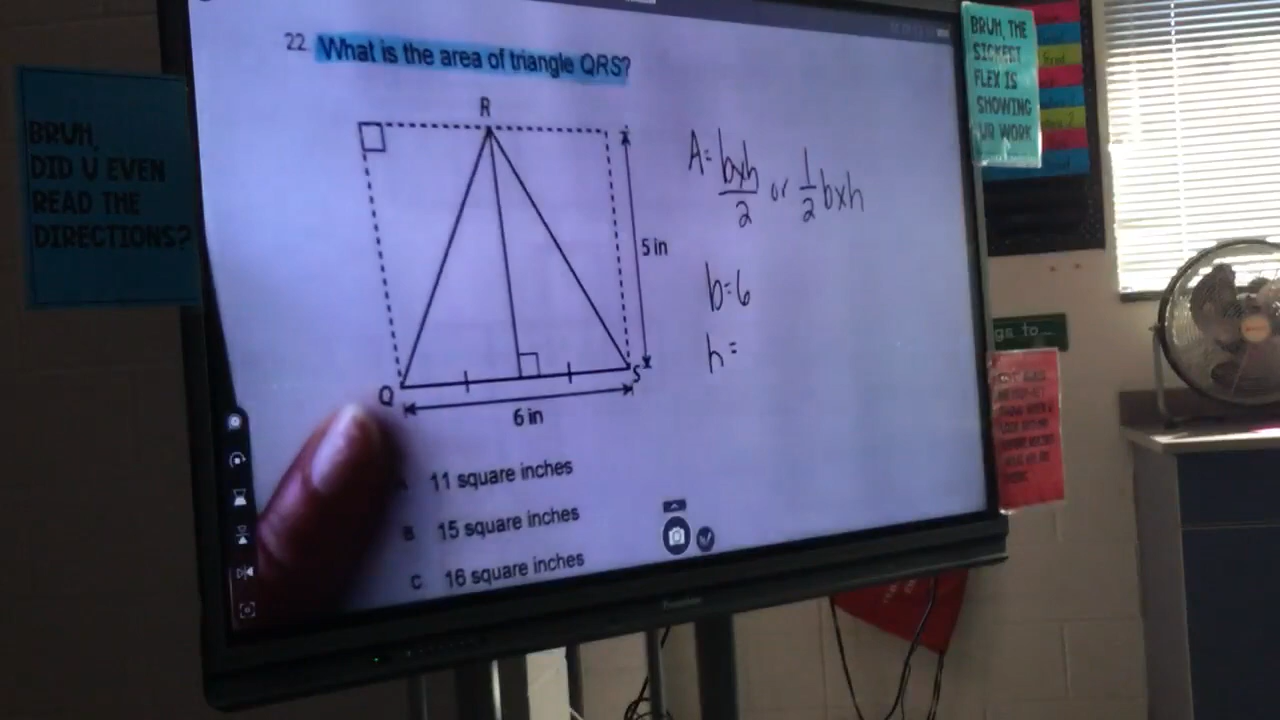 22. What is the area of triangle QRS?
R
5 in
Q
S
6 in
11 square inches
B 15 square inches
C 16 square inches
A= bxh/2 or 1/2 bxh
b=6
h=
BRUH,
DID U EVEN
READ THE
DIRECTIONS?
BRUH, THE
SICKEST
FLEX IS
SHOWING
UR WORK
gs to...